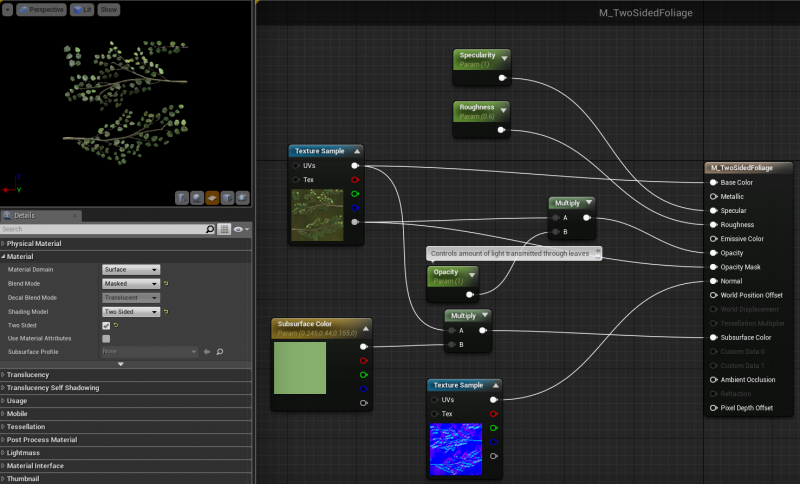 Perspective
Lit
Show
M_TwoSidedFoliage
Specularity
Param (1)
Roughness
Param (0.6)
Texture Sample
UVs
Tex
Multiply
A
B
Controls amount of light transmitted through leaves
Opacity
Param (1)
Multiply
A
B
Subsurface Color
Param (0.245,0.44,0.155,0)
Texture Sample
UVs
Tex
M_TwoSidedFoliage
Base Color
Metallic
Specular
Roughness
Emissive Color
Opacity
Opacity Mask
Normal
World Position Offset
World Displacement
Tessellation Multiplier
Subsurface Color
Custom Data 0
Custom Data 1
Ambient Occlusion
Refraction
Pixel Depth Offset
Details
Search
Physical Material
Material
Material Domain
Surface
Blend Mode
Masked
Decal Blend Mode
Translucent
Shading Model
Two Sided
Two Sided
Use Material Attributes
Subsurface Profile
None
Translucency
Translucency Self Shadowing
Usage
Mobile
Tessellation
Post Process Material
Lightmass
Material Interface
Thumbnail